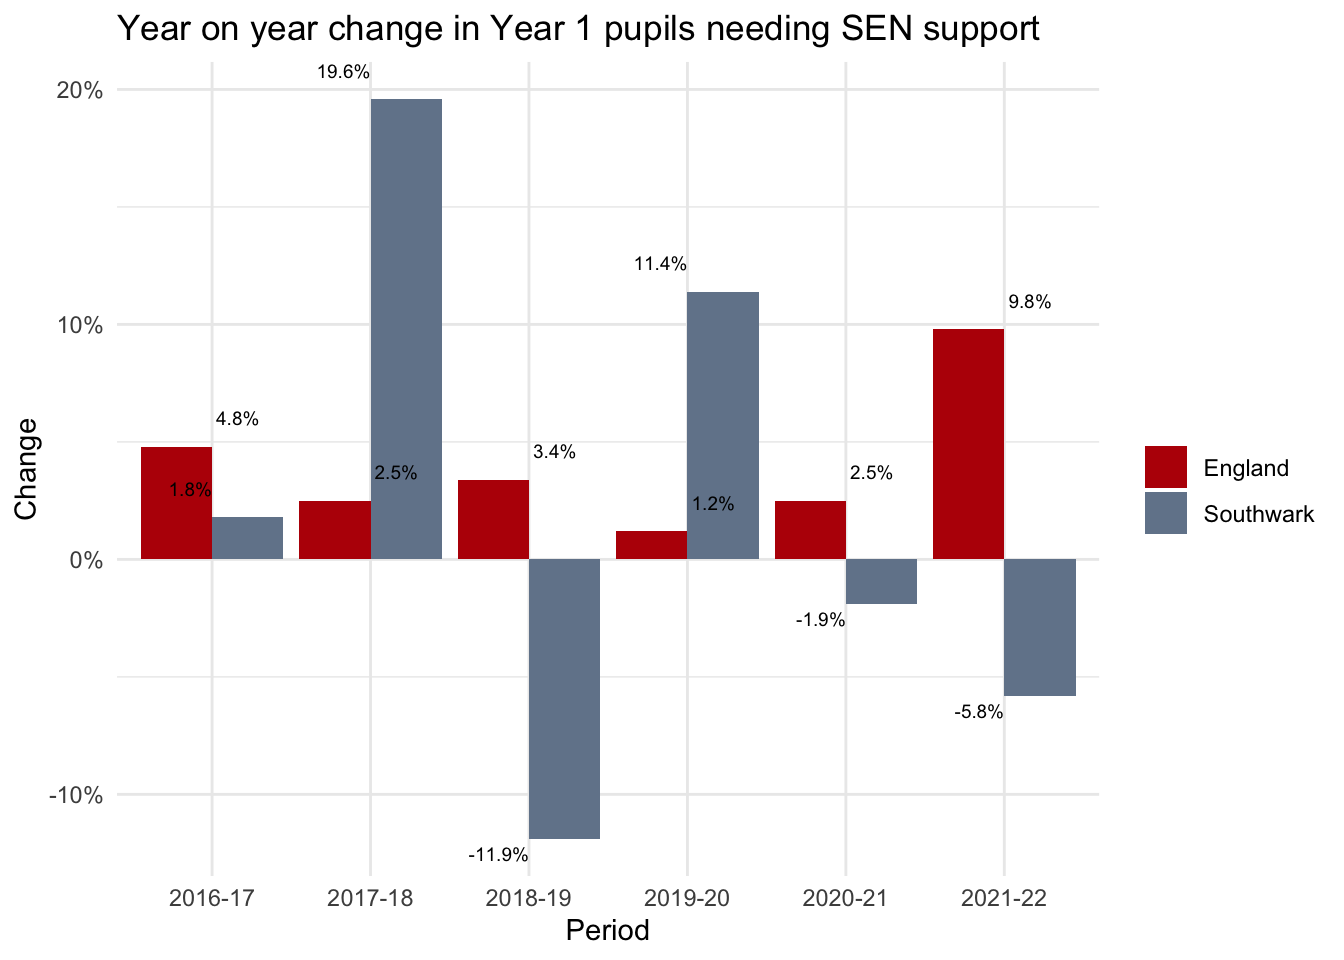 Year on year change in Year 1 pupils needing SEN support
19.6%
20%
11.4%
9.8%
10%
4.8%
3.4%
2.5%
2.5%
1.8%
1.2%
England
Southwark
Change
0%
-1.9%
-5.8%
-10%
-11.9%
2016-17 2017-18 2018-19 2019-20 2020-21 2021-22
Period